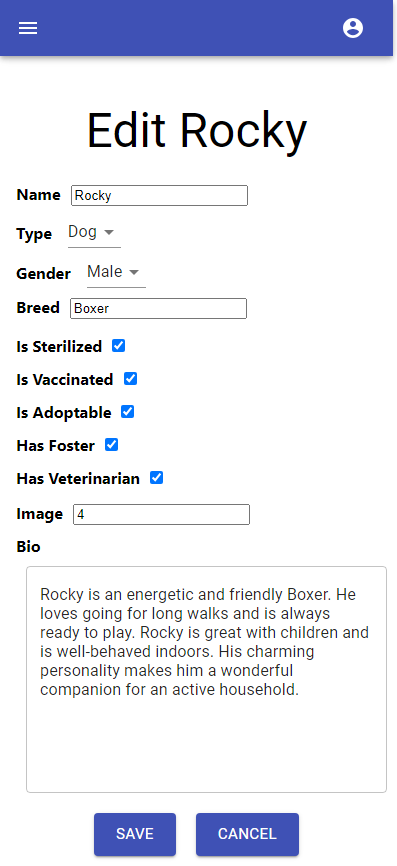 Edit Rocky
Name Rocky
Type Dog
Gender Male
Breed Boxer
Is Sterilized
Is Vaccinated
Is Adoptable
Has Foster
Has Veterinarian
Image 4
Bio
Rocky is an energetic and friendly Boxer. He
loves going for long walks and is always
ready to play. Rocky is great with children and
is well-behaved indoors. His charming
personality makes him a wonderful
companion for an active household.
SAVE CANCEL